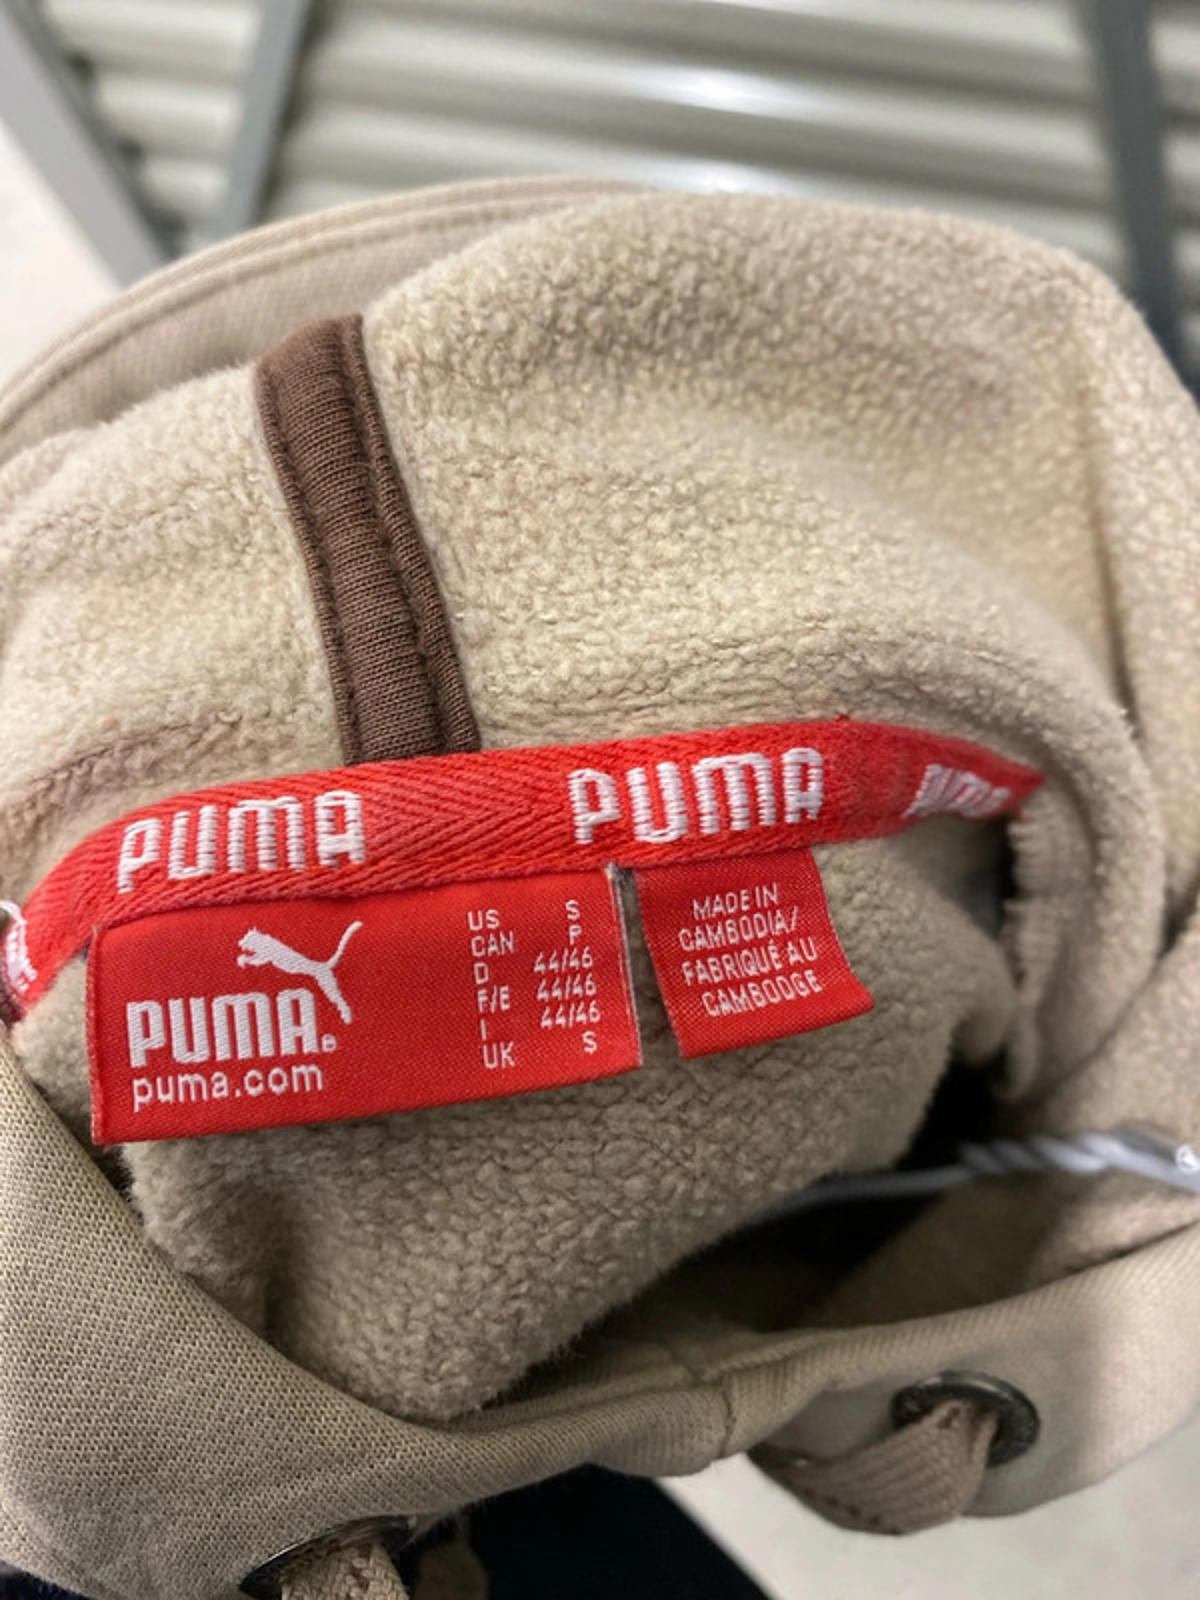 PUMA PUMA PUMA
PUMA®
puma.com
US S
CAN P
D 44/46
F/E 44/46
I 44/46
UK S
MADE IN
CAMBODIA/
FABRIQUÉ AU
CAMBODGE